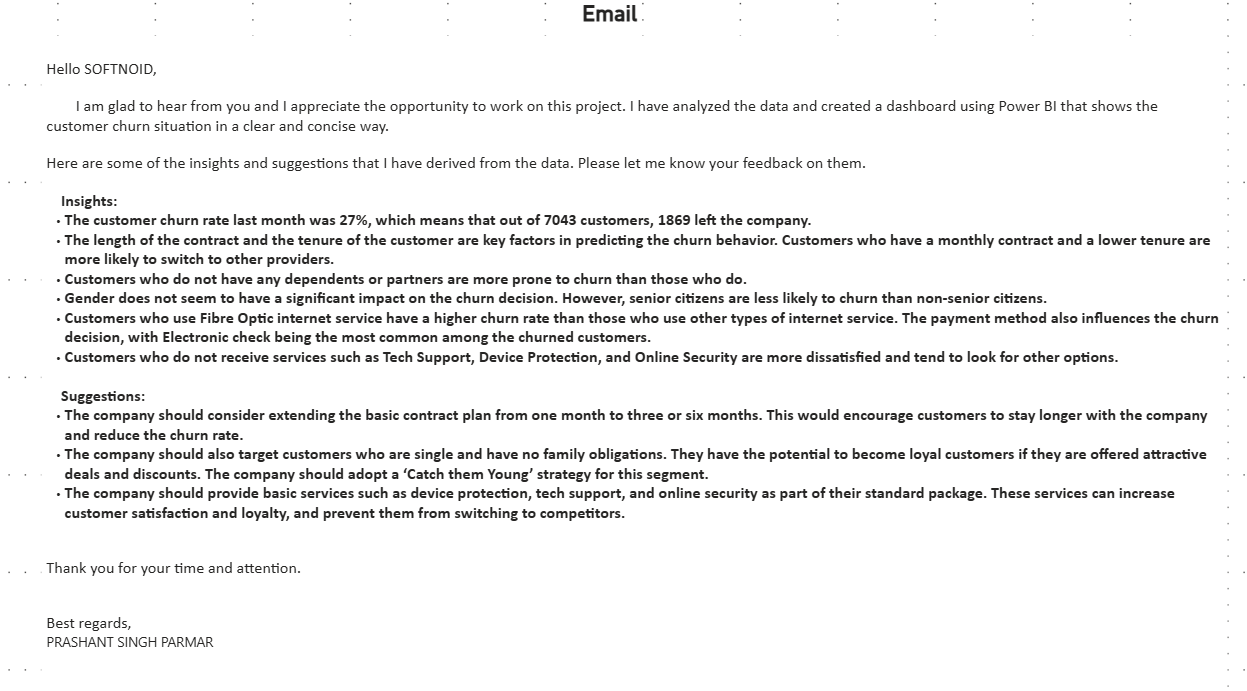 Email
Hello SOFTNOID,
I am glad to hear from you and I appreciate the opportunity to work on this project. I have analyzed the data and created a dashboard using Power BI that shows the
customer churn situation in a clear and concise way.
Here are some of the insights and suggestions that I have derived from the data. Please let me know your feedback on them.
Insights:
• The customer churn rate last month was 27%, which means that out of 7043 customers, 1869 left the company.
• The length of the contract and the tenure of the customer are key factors in predicting the churn behavior. Customers who have a monthly contract and a lower tenure are
more likely to switch to other providers.
• Customers who do not have any dependents or partners are more prone to churn than those who do.
• Gender does not seem to have a significant impact on the churn decision. However, senior citizens are less likely to churn than non-senior citizens.
• Customers who use Fibre Optic internet service have a higher churn rate than those who use other types of internet service. The payment method also influences the churn
decision, with Electronic check being the most common among the churned customers.
• Customers who do not receive services such as Tech Support, Device Protection, and Online Security are more dissatisfied and tend to look for other options.
Suggestions:
• The company should consider extending the basic contract plan from one month to three or six months. This would encourage customers to stay longer with the company
and reduce the churn rate.
• The company should also target customers who are single and have no family obligations. They have the potential to become loyal customers if they are offered attractive
deals and discounts. The company should adopt a ‘Catch them Young’ strategy for this segment.
• The company should provide basic services such as device protection, tech support, and online security as part of their standard package. These services can increase
customer satisfaction and loyalty, and prevent them from switching to competitors.
Thank you for your time and attention.
Best regards,
PRASHANT SINGH PARMAR